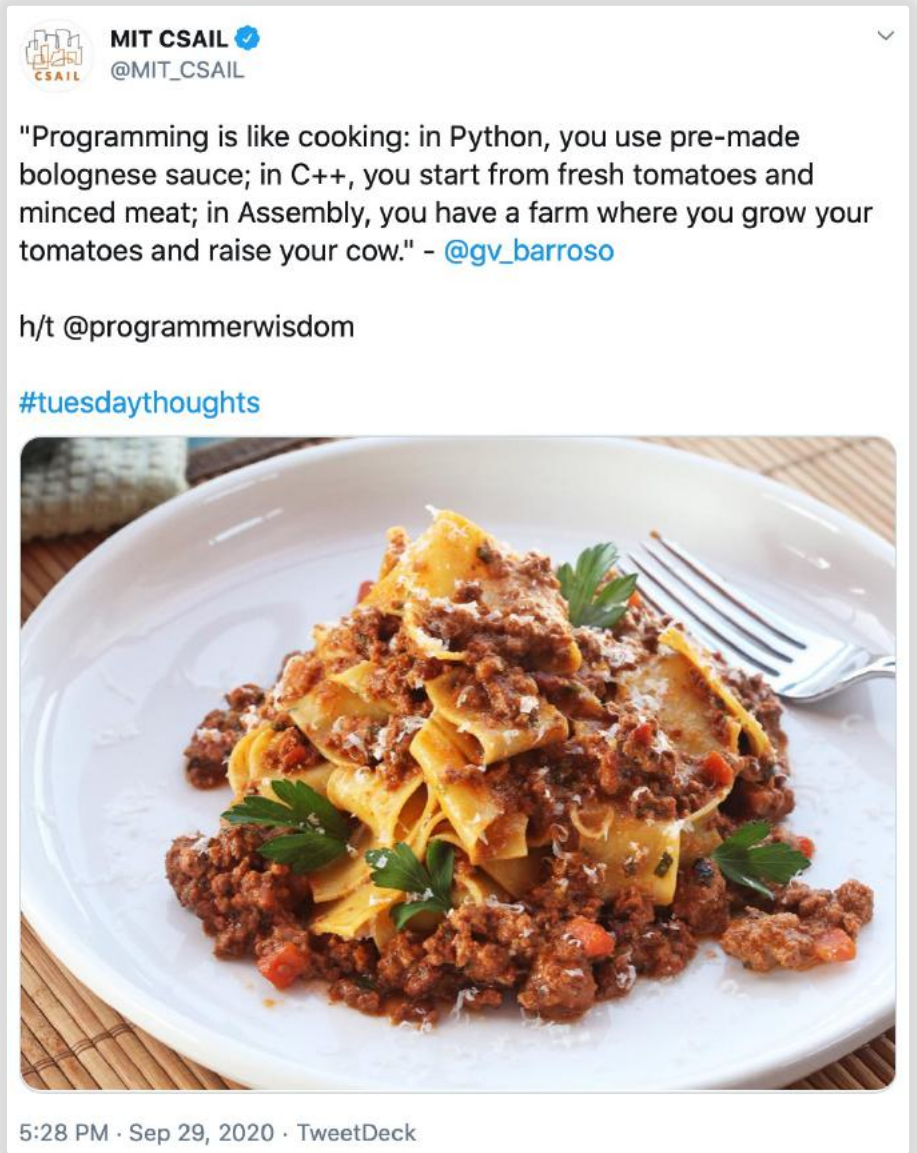 MIT CSAIL
CSAIL
@MIT_CSAIL
"Programming is like cooking: in Python, you use pre-made
bolognese sauce; in C++, you start from fresh tomatoes and
minced meat; in Assembly, you have a farm where you grow your
tomatoes and raise your cow." - @gv_barroso
h/t @programmerwisdom
#tuesdaythoughts
5:28 PM · Sep 29, 2020 · TweetDeck